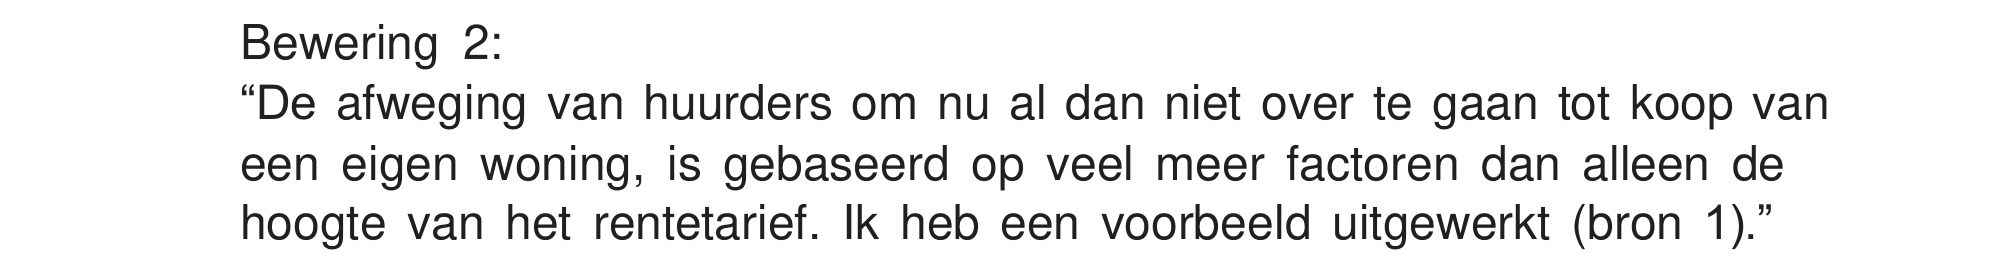 Bewering 2:
“De afweging van huurders om nu al dan niet over te gaan tot koop van
een eigen woning, is gebaseerd op veel meer factoren dan alleen de
hoogte van het rentetarief. Ik heb een voorbeeld uitgewerkt (bron 1).”